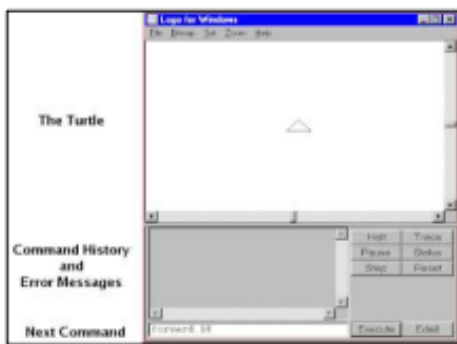 Logo for Windows
File Bitmap Set Zoom Help
The Turtle
Command History
and
Error Messages
Halt Trace
Pause Status
Step Reset
Next Command
forward 50
Execute Edall